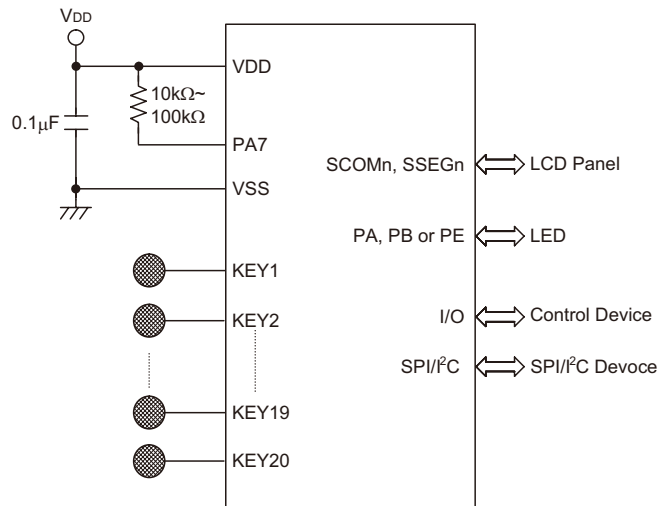 VDD
VDD
10kΩ~
100kΩ
0.1μF
PA7
VSS
SCOMn, SSEGn
LCD Panel
PA, PB or PE
LED
KEY1
KEY2
I/O
Control Device
SPI/I²C
SPI/I²C Devoce
KEY19
KEY20